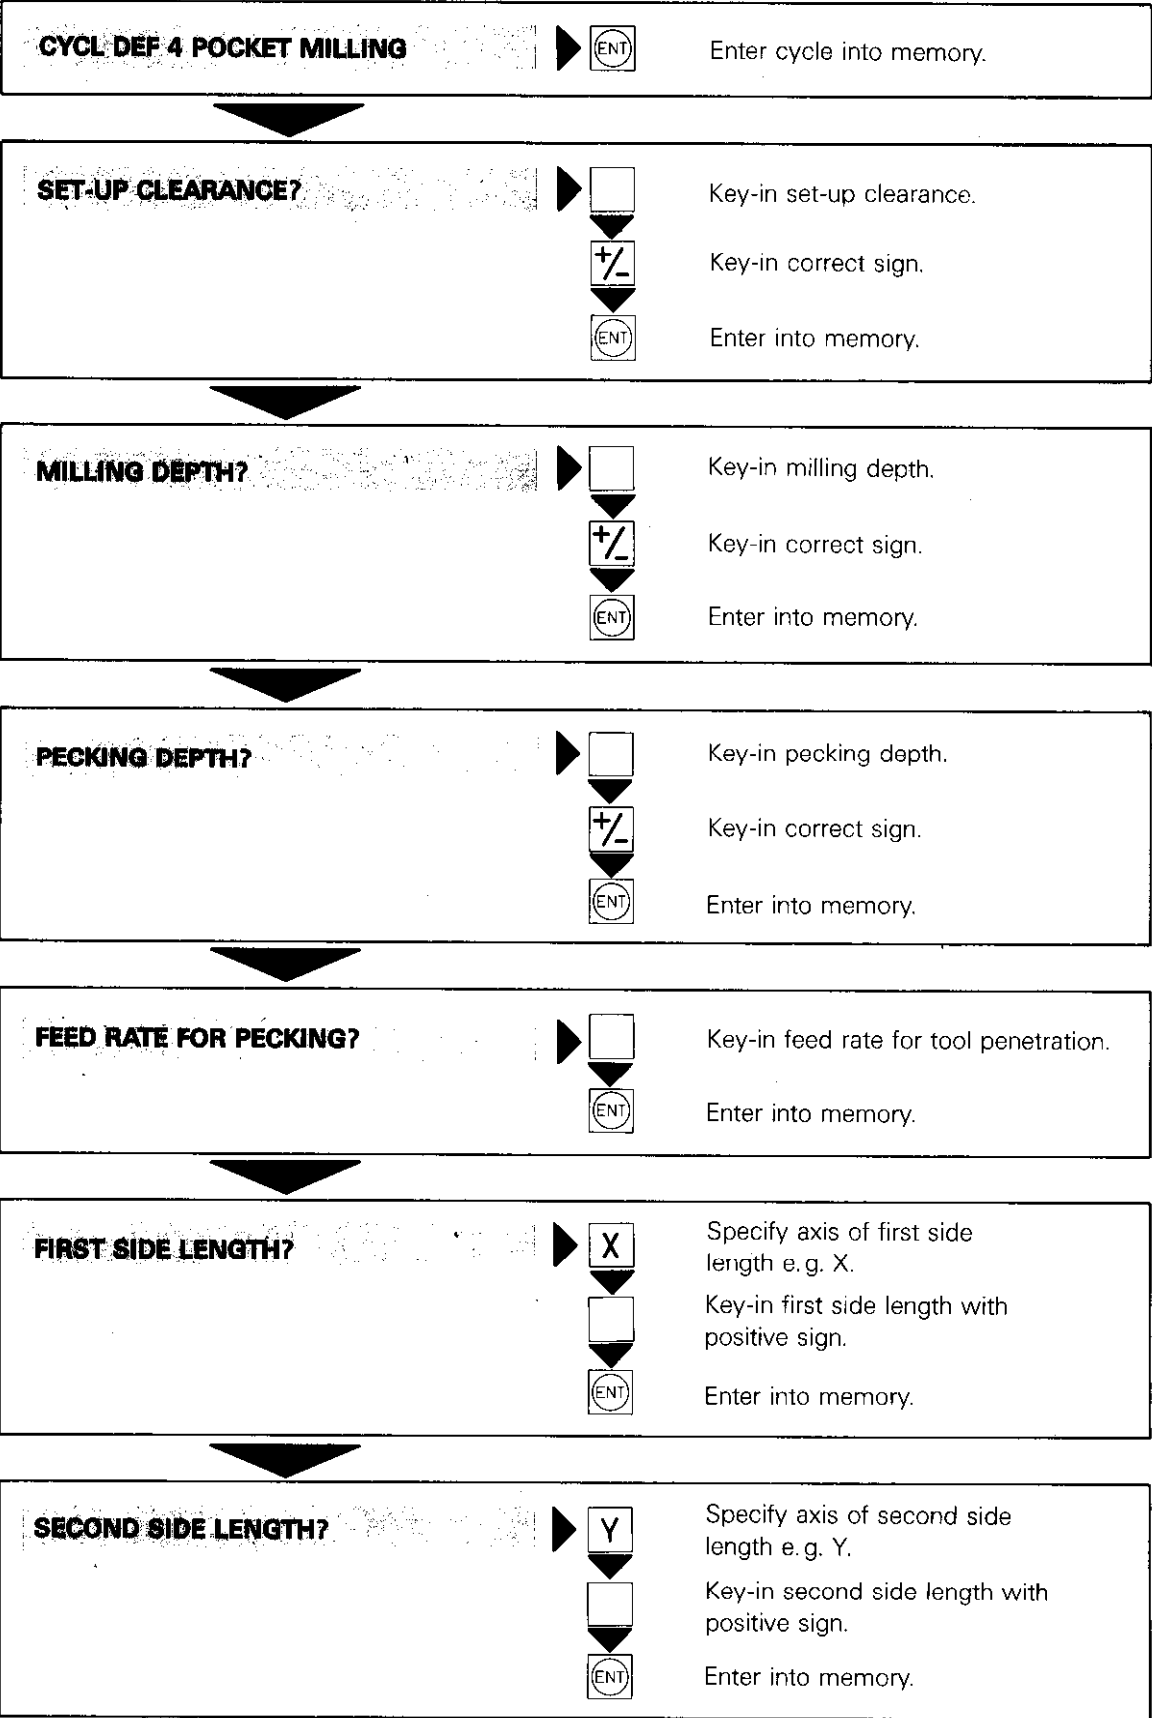 CYCL DEF 4 POCKET MILLING
ENT
Enter cycle into memory.
SET-UP CLEARANCE?
Key-in set-up clearance.
+/-
Key-in correct sign.
ENT
Enter into memory.
MILLING DEPTH?
Key-in milling depth.
+/-
Key-in correct sign.
ENT
Enter into memory.
PECKING DEPTH?
Key-in pecking depth.
+/-
Key-in correct sign.
ENT
Enter into memory.
FEED RATE FOR PECKING?
Key-in feed rate for tool penetration.
ENT
Enter into memory.
FIRST SIDE LENGTH?
X
Specify axis of first side
length e. g. X.
Key-in first side length with
positive sign.
ENT
Enter into memory.
SECOND SIDE LENGTH?
Y
Specify axis of second side
length e. g. Y.
Key-in second side length with
positive sign.
ENT
Enter into memory.